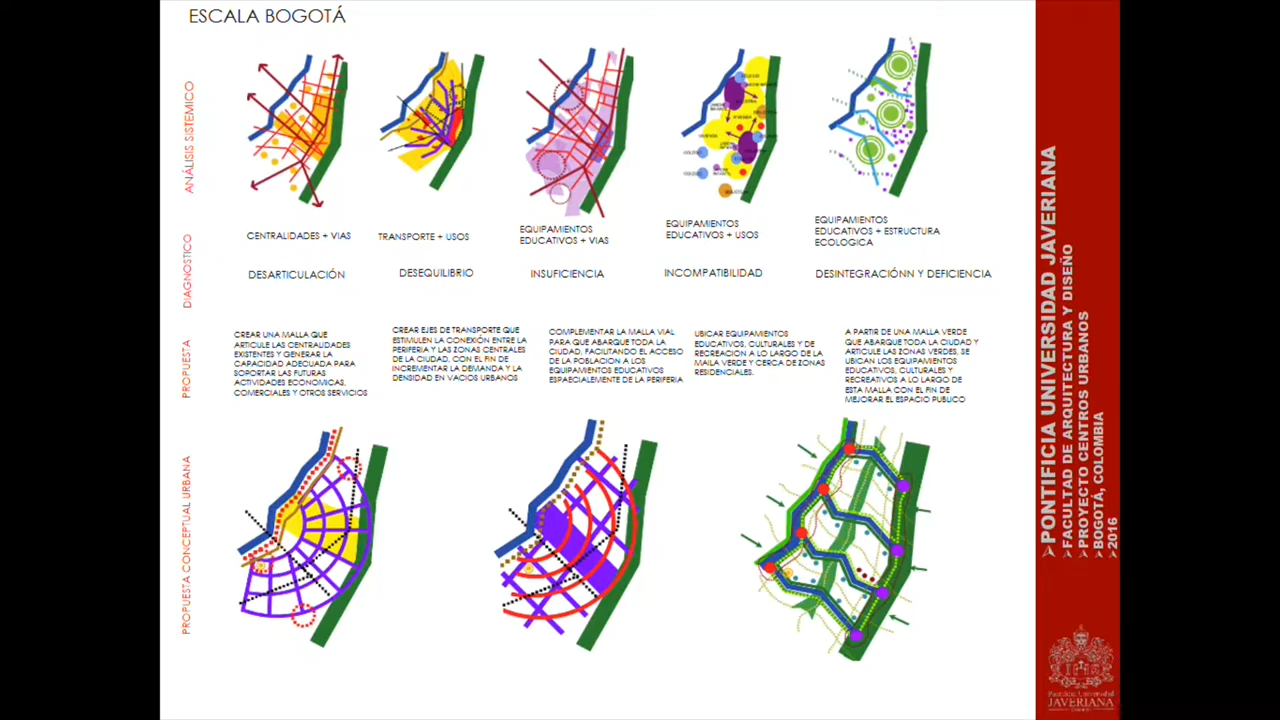 ESCALA BOGOTÁ
ANÁLISIS SISTEMICO
CENTRALIDADES + VIAS
TRANSPORTE + USOS
EQUIPAMIENTOS
EDUCATIVOS + VIAS
EQUIPAMIENTOS
EDUCATIVOS + USOS
EQUIPAMIENTOS
EDUCATIVOS + ESTRUCTURA
ECOLOGICA
DIAGNOSTICO
DESARTICULACIÓN
DESEQUILIBRIO
INSUFICIENCIA
INCOMPATIBILIDAD
DESINTEGRACIÓNN Y DEFICIENCIA
PROPUESTA
CREAR UNA MALLA QUE
ARTICULE LAS CENTRALIDADES
EXISTENTES Y GENERAR LA
CAPACIDAD ADECUADA PARA
SOPORTAR LAS FUTURAS
ACTIVIDADES ECONOMICAS,
COMERCIALES Y OTROS SERVICIOS
CREAR EJES DE TRANSPORTE QUE
ESTIMULEN LA CONEXIÓN ENTRE LA
PERIFERIA Y LAS ZONAS CENTRALES
DE LA CIUDAD, CON EL FIN DE
INCREMENTAR LA DEMANDA Y LA
DENSIDAD EN VACIOS URBANOS
COMPLEMENTAR LA MALLA VIAL
PARA QUE ABARQUE TODA LA
CIUDAD, FACILITANDO EL ACCESO
DE LA POBLACION A LOS
EQUIPAMIENTOS EDUCATIVOS
ESPAECIALEMENTE DE LA PERIFERIA
UBICAR EQUIPAMIENTOS
EDUCATIVOS, CULTURALES Y DE
RECREACION A LO LARGO DE LA
MALLA VERDE Y CERCA DE ZONAS
RESIDENCIALES.
A PARTIR DE UNA MALLA VERDE
QUE ABARQUE TODA LA CIUDAD Y
ARTICULE LAS ZONAS VERDES, SE
UBICAN LOS EQUIPAMIENTOS
EDUCATIVOS, CULTURALES Y
RECREATIVOS A LO LARGO DE
ESTA MALLA CON EL FIN DE
MEJORAR EL ESPACIO PUBLICO
PROPUESTA CONCEPTUAL URBANA
PONTIFICIA UNIVERSIDAD JAVERIANA
FACULTAD DE ARQUITECTURA Y DISEÑO
PROYECTO CENTROS URBANOS
BOGOTÁ, COLOMBIA
2016
Pontificia Universidad
JAVERIANA